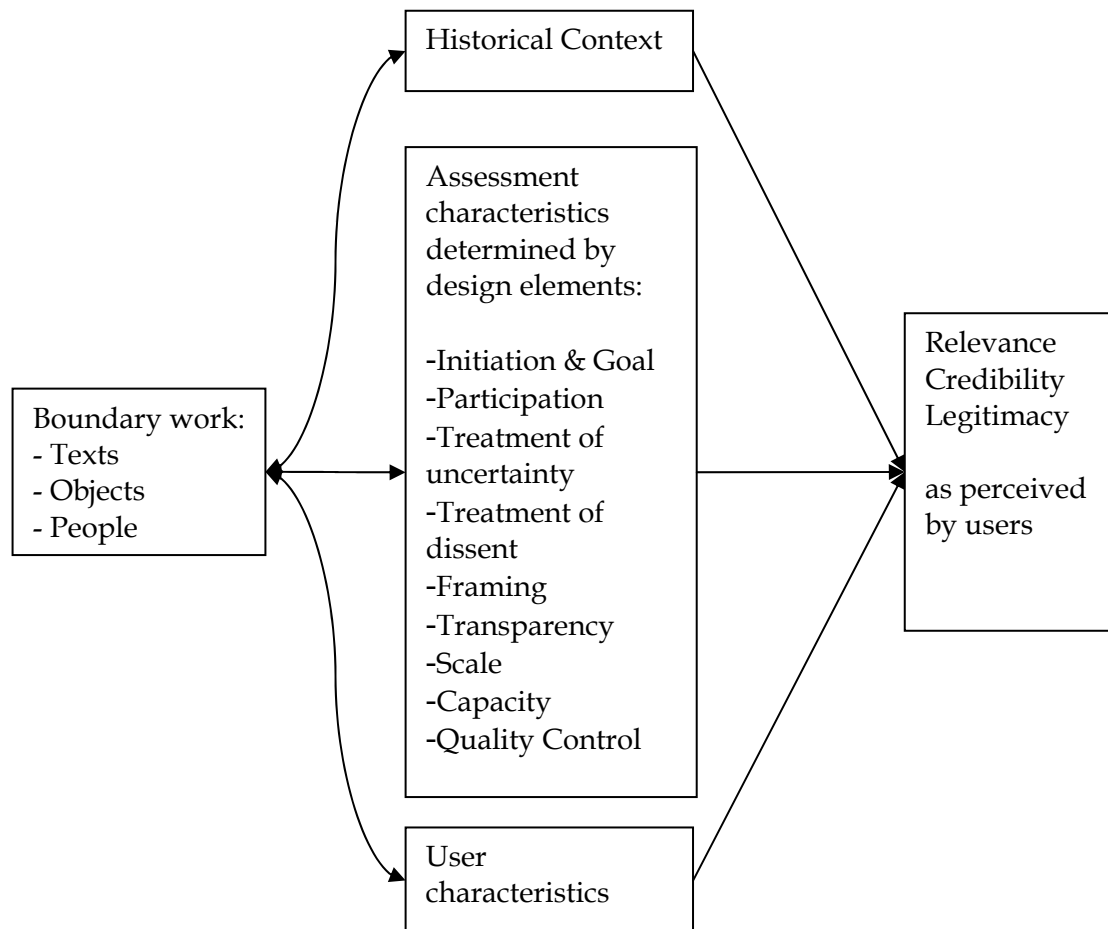 Historical Context
Assessment
characteristics
determined by
design elements:
-Initiation & Goal
-Participation
-Treatment of
uncertainty
-Treatment of
dissent
-Framing
-Transparency
-Scale
-Capacity
-Quality Control
Boundary work:
- Texts
- Objects
- People
Relevance
Credibility
Legitimacy
as perceived
by users
User
characteristics